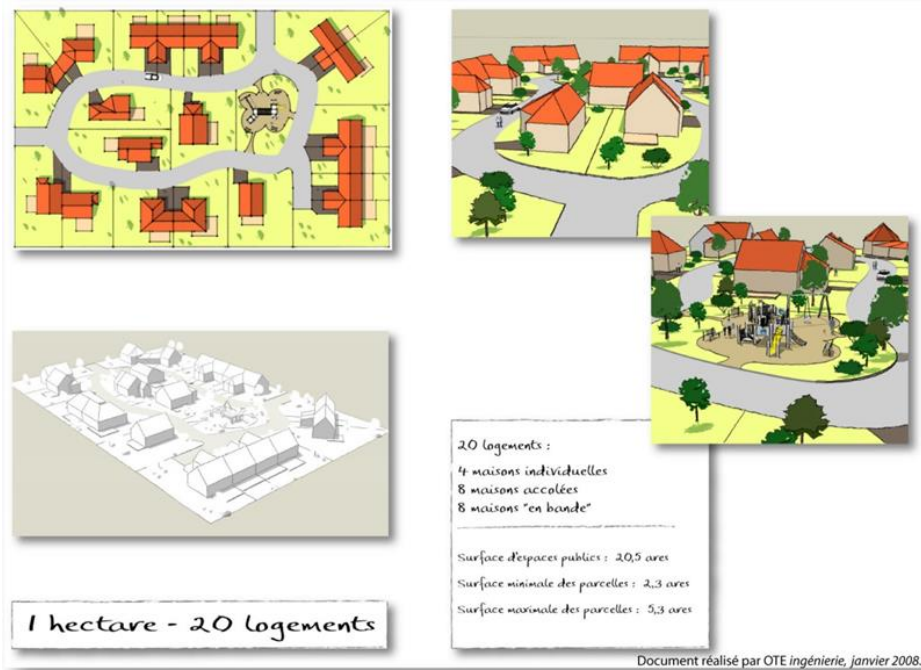 20 logements :
4 maisons individuelles
8 maisons accolées
8 maisons "en bande"
Surface d'espaces publics : 20,5 ares
Surface minimale des parcelles : 2,3 ares
Surface maximale des parcelles : 5,3 ares
1 hectare - 20 logements
Document réalisé par OTE ingénierie, janvier 2008